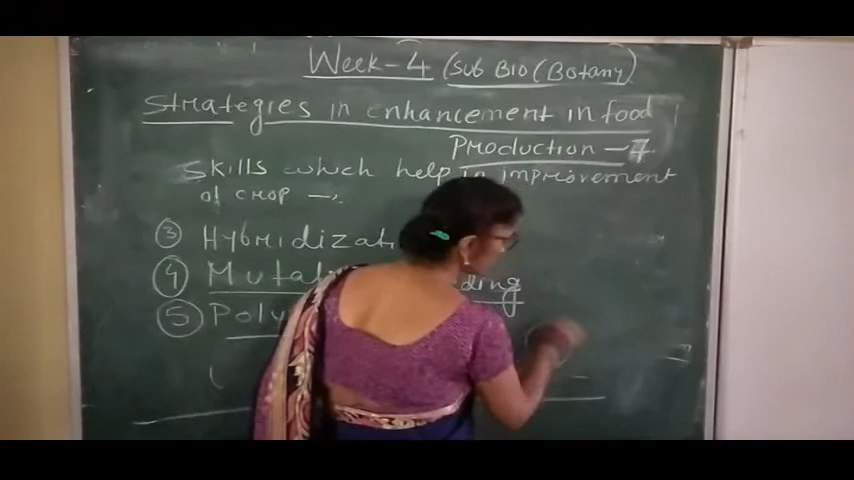 Week-4 (Sub Bio (Botany)
Strategies in enhancement in food
Production - 7
Skills which help in improvement
of crop →
③ Hybridizati
④ Mutat ding
⑤ Poly